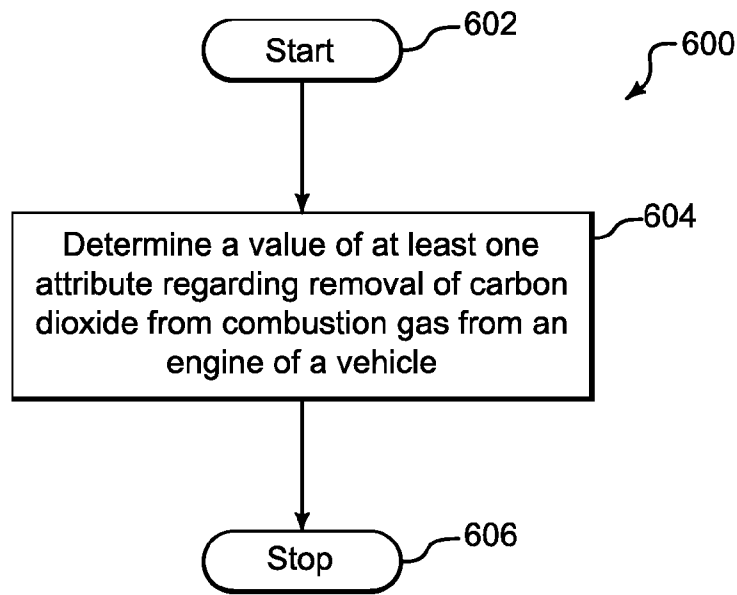 Start
602
600
604
Determine a value of at least one
attribute regarding removal of carbon
dioxide from combustion gas from an
engine of a vehicle
Stop
606